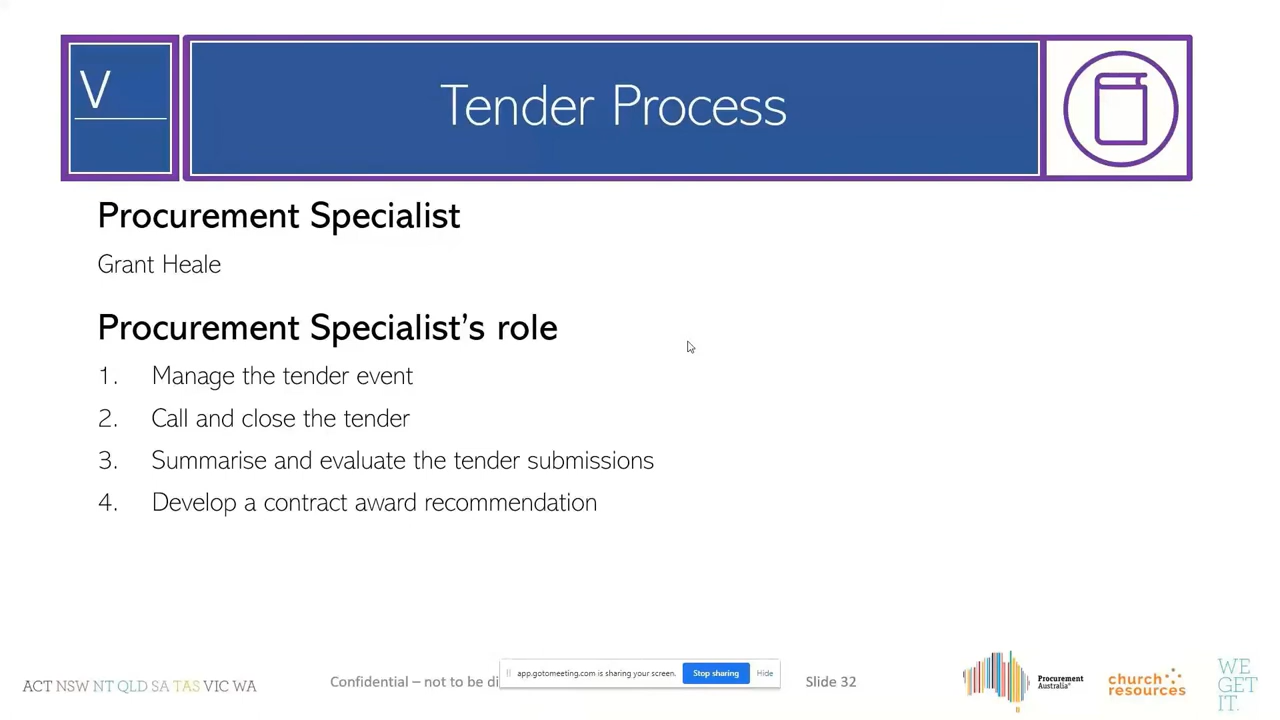 V
Tender Process
Procurement Specialist
Grant Heale
Procurement Specialist's role
1. Manage the tender event
2. Call and close the tender
3. Summarise and evaluate the tender submissions
4. Develop a contract award recommendation
ACT NSW NT QLD SA TAS VIC WA
Confidential – not to be di
app.gotomeeting.com is sharing your screen.
Stop sharing
Hide
Slide 32
Procurement
Australia®
church
resources
WE
GET
IT.